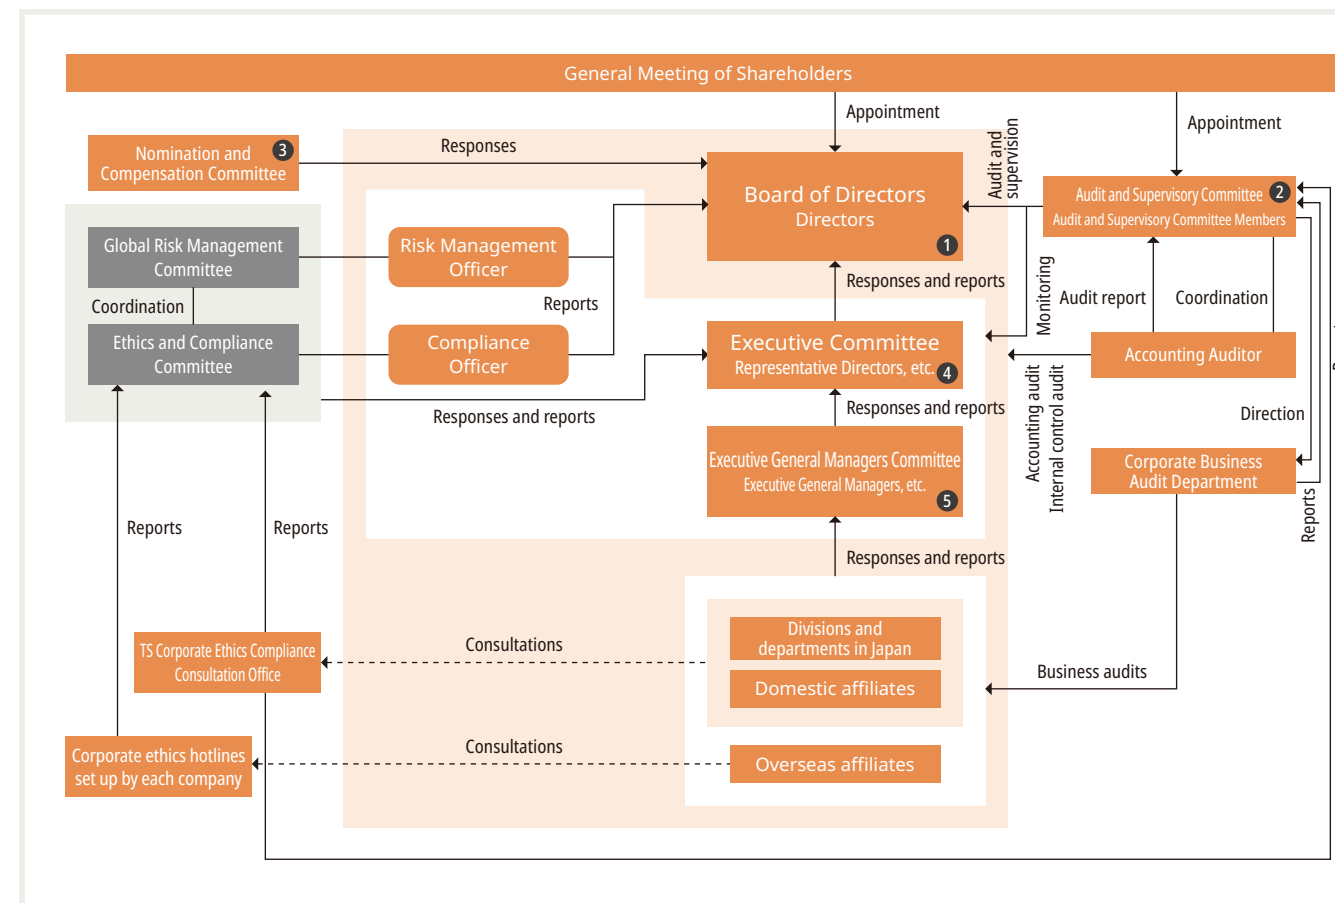 General Meeting of Shareholders
Appointment
Appointment
Nomination and
Compensation Committee
3
Responses
Audit and
supervision
Board of Directors
Directors
1
Audit and Supervisory Committee
2
Audit and Supervisory Committee Members
Global Risk Management
Committee
Risk Management
Officer
Coordination
Reports
Responses and reports
Monitoring
Audit report
Coordination
Ethics and Compliance
Committee
Compliance
Officer
Executive Committee
Representative Directors, etc.
4
Accounting Auditor
Responses and reports
Responses and reports
Accounting audit
Internal control audit
Direction
Executive General Managers Committee
Executive General Managers, etc.
5
Corporate Business
Audit Department
Reports
Reports
Reports
Responses and reports
TS Corporate Ethics Compliance
Consultation Office
Consultations
Divisions and
departments in Japan
Domestic affiliates
Business audits
Corporate ethics hotlines
set up by each company
Consultations
Overseas affiliates